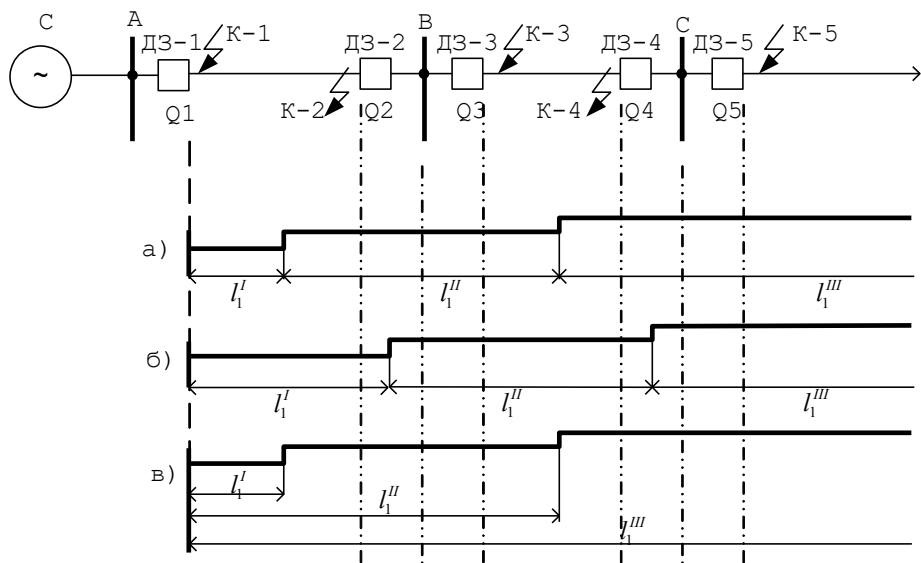 С A B C
ДЗ-1 К-1 ДЗ-2 ДЗ-3 К-3 ДЗ-4 ДЗ-5 К-5
~
Q1 К-2 Q2 Q3 К-4 Q4 Q5
а)
l₁ᴵ l₁ᴵᴵ l₁ᴵᴵᴵ
б)
l₁ᴵ l₁ᴵᴵ l₁ᴵᴵᴵ
в)
l₁ᴵ
l₁ᴵᴵ
l₁ᴵᴵᴵ